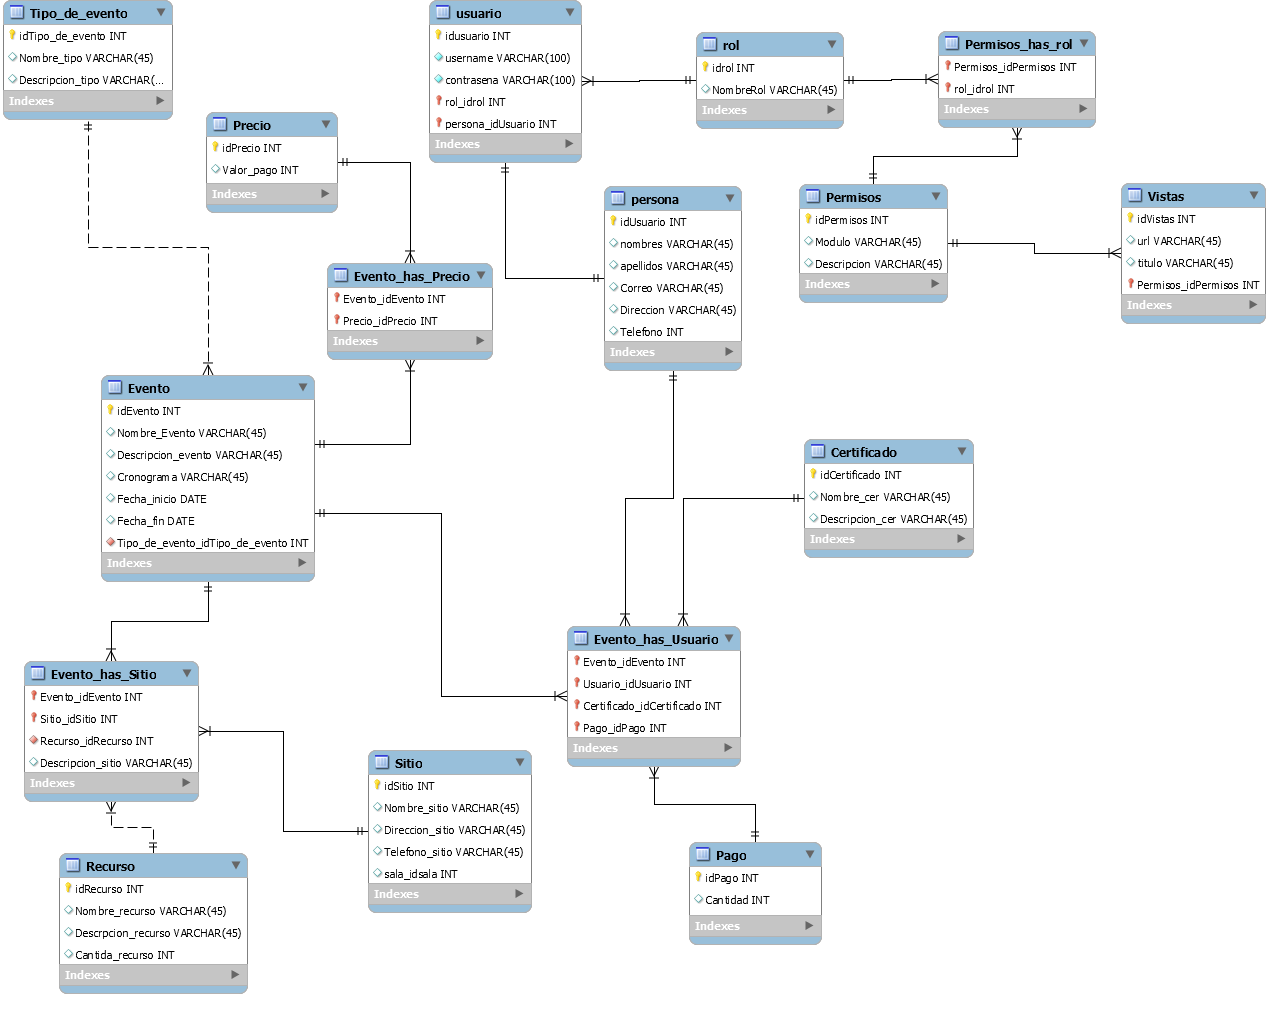 Tipo_de_evento
idTipo_de_evento INT
Nombre_tipo VARCHAR(45)
Descripcion_tipo VARCHAR(...
Indexes
Precio
idPrecio INT
Valor_pago INT
Indexes
usuario
idusuario INT
username VARCHAR(100)
contrasena VARCHAR(100)
rol_idrol INT
persona_idUsuario INT
Indexes
rol
idrol INT
NombreRol VARCHAR(45)
Indexes
Permisos_has_rol
Permisos_idPermisos INT
rol_idrol INT
Indexes
persona
idUsuario INT
nombres VARCHAR(45)
apellidos VARCHAR(45)
Correo VARCHAR(45)
Direccion VARCHAR(45)
Telefono INT
Indexes
Permisos
idPermisos INT
Modulo VARCHAR(45)
Descripcion VARCHAR(45)
Indexes
Vistas
idVistas INT
url VARCHAR(45)
titulo VARCHAR(45)
Permisos_idPermisos INT
Indexes
Evento_has_Precio
Evento_idEvento INT
Precio_idPrecio INT
Indexes
Evento
idEvento INT
Nombre_Evento VARCHAR(45)
Descripcion_evento VARCHAR(45)
Cronograma VARCHAR(45)
Fecha_inicio DATE
Fecha_fin DATE
Tipo_de_evento_idTipo_de_evento INT
Indexes
Certificado
idCertificado INT
Nombre_cer VARCHAR(45)
Descripcion_cer VARCHAR(45)
Indexes
Evento_has_Usuario
Evento_idEvento INT
Usuario_idUsuario INT
Certificado_idCertificado INT
Pago_idPago INT
Indexes
Evento_has_Sitio
Evento_idEvento INT
Sitio_idSitio INT
Recurso_idRecurso INT
Descripcion_sitio VARCHAR(45)
Indexes
Sitio
idSitio INT
Nombre_sitio VARCHAR(45)
Direccion_sitio VARCHAR(45)
Telefono_sitio VARCHAR(45)
sala_idsala INT
Indexes
Recurso
idRecurso INT
Nombre_recurso VARCHAR(45)
Descrpcion_recurso VARCHAR(45)
Cantida_recurso INT
Indexes
Pago
idPago INT
Cantidad INT
Indexes